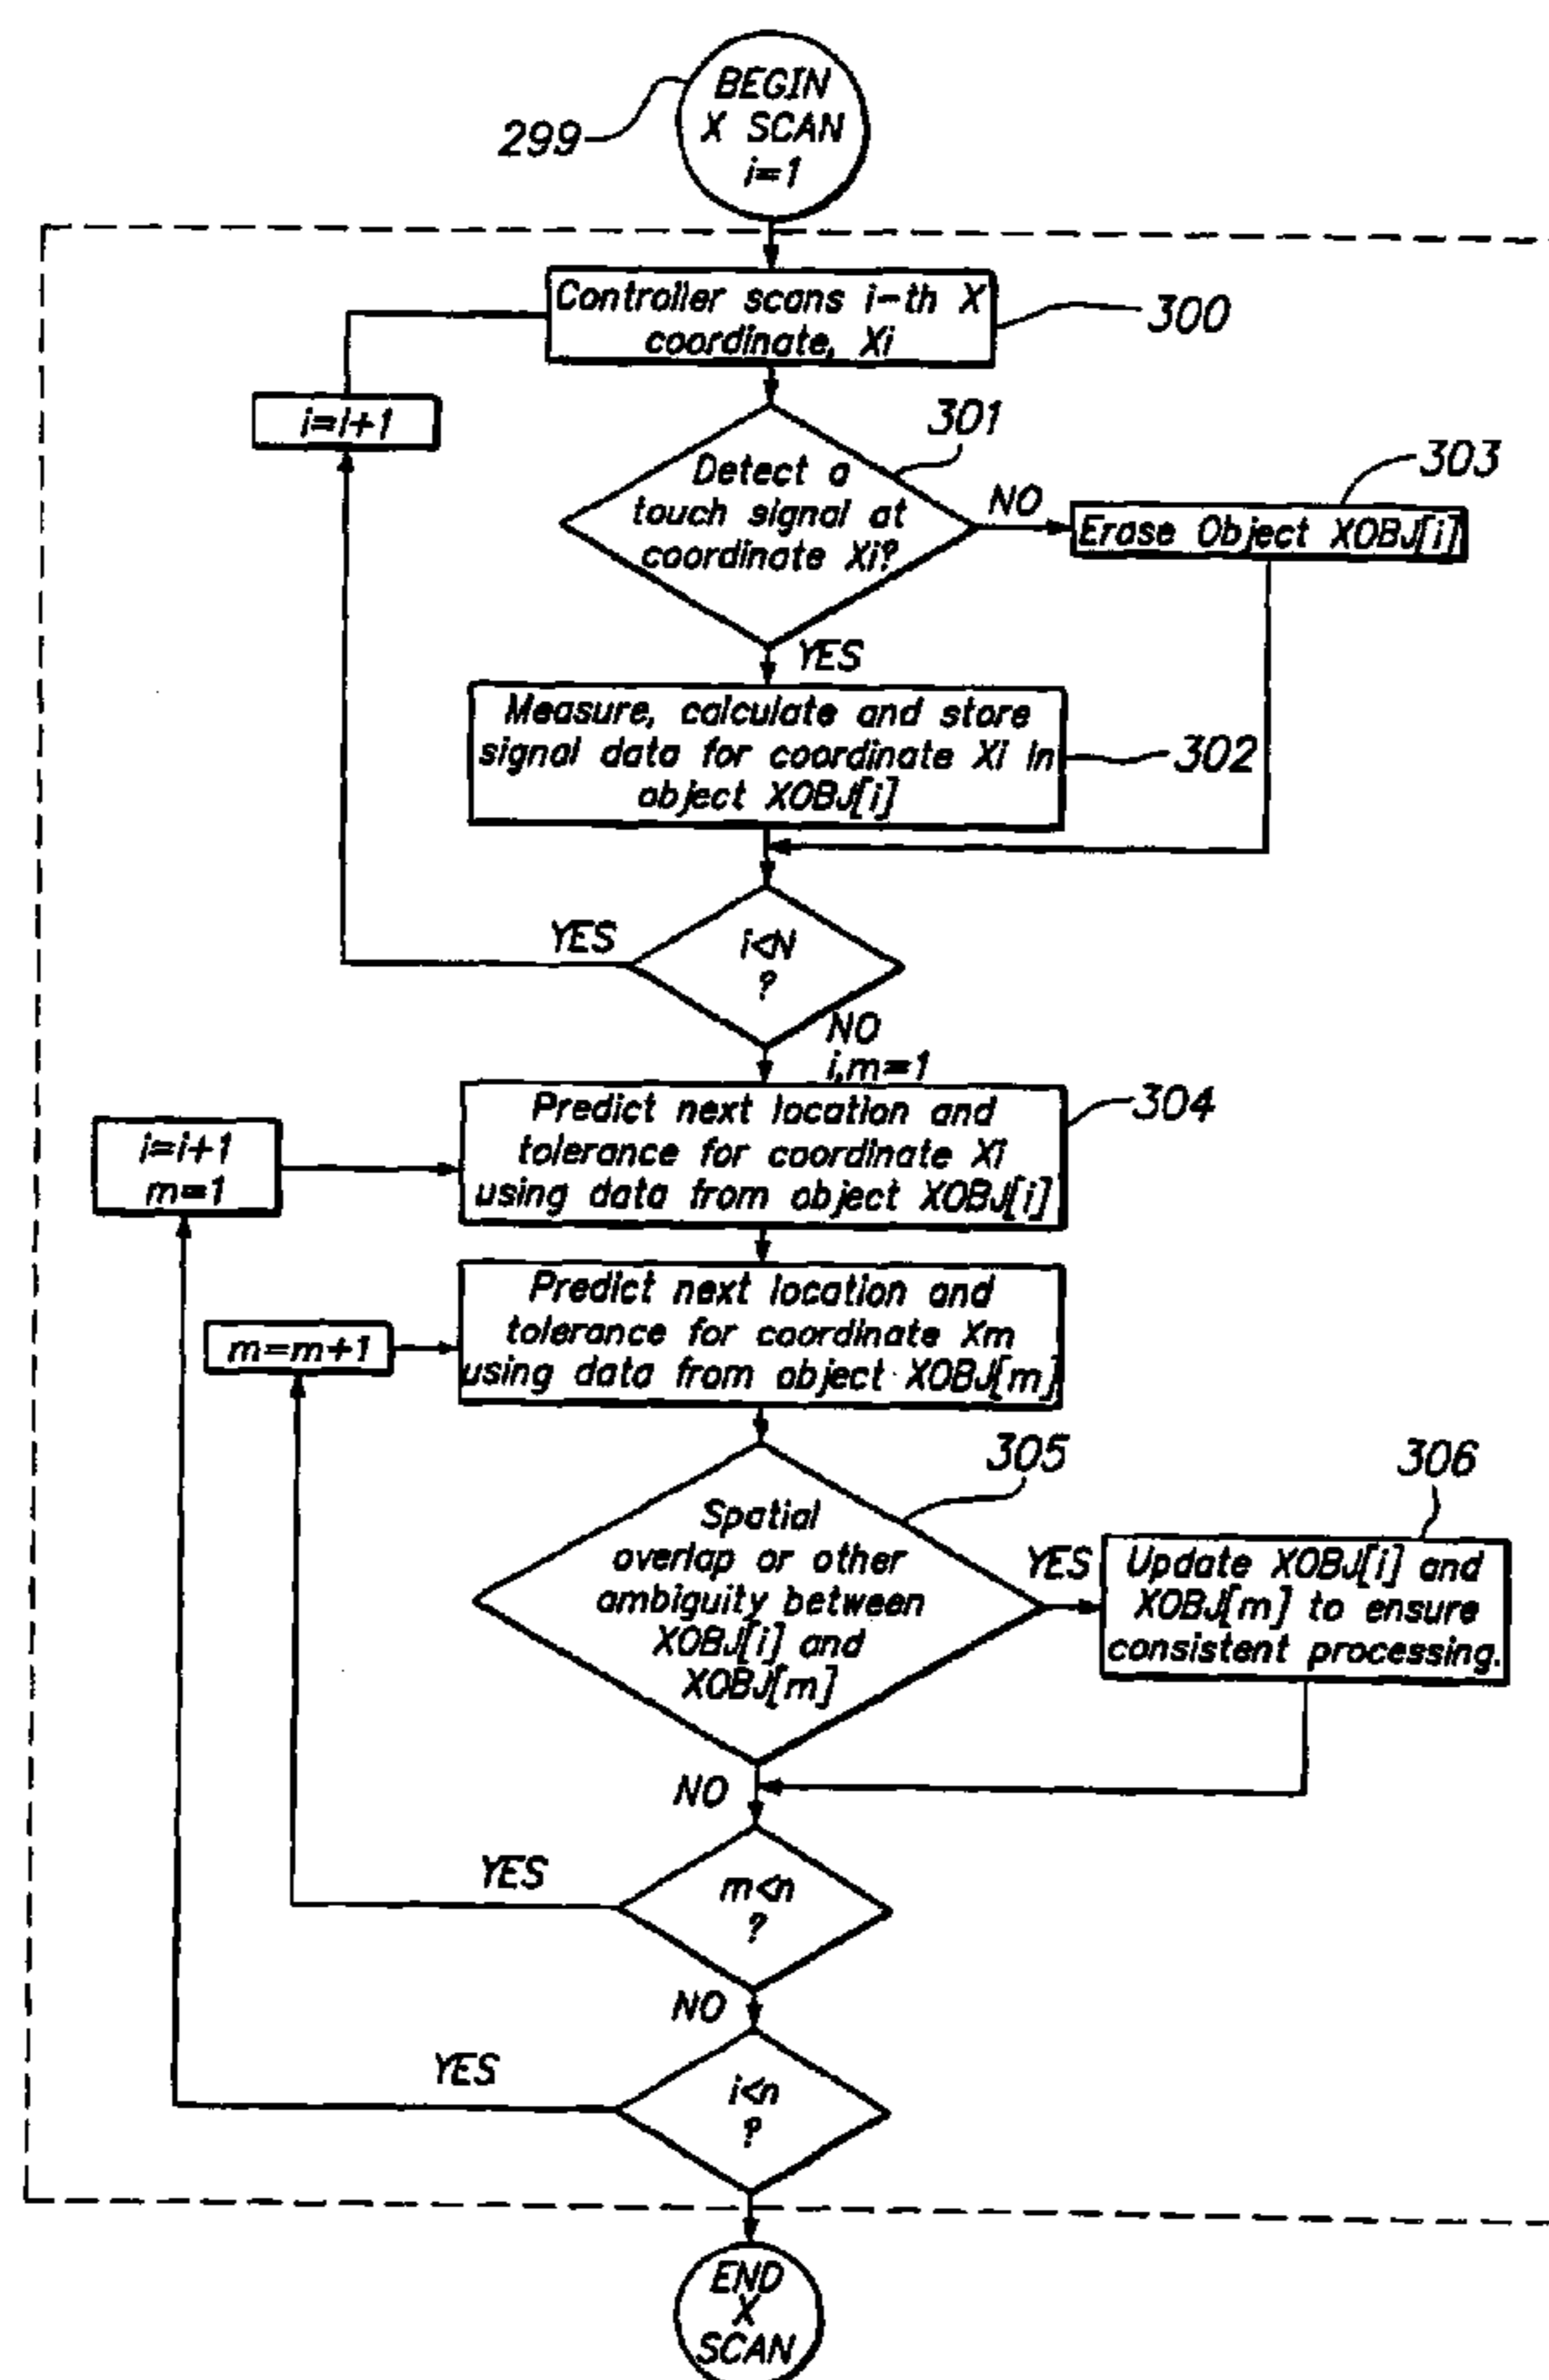 BEGIN
X SCAN
i=1
299
Controller scans i-th X
coordinate, Xi
300
i=i+1
301
Detect a
touch signal at
coordinate Xi?
NO
303
Erase Object XOBJ[i]
YES
Measure, calculate and store
signal data for coordinate Xi in
object XOBJ[i]
302
YES
i<N
?
NO
i,m=1
Predict next location and
tolerance for coordinate Xi
using data from object XOBJ[i]
304
i=i+1
m=1
Predict next location and
tolerance for coordinate Xm
using data from object XOBJ[m]
m=m+1
305
Spatial
overlap or other
ambiguity between
XOBJ[i] and
XOBJ[m]
YES
306
Update XOBJ[i] and
XOBJ[m] to ensure
consistent processing.
NO
YES
m<n
?
NO
YES
i<n
?
END
X
SCAN